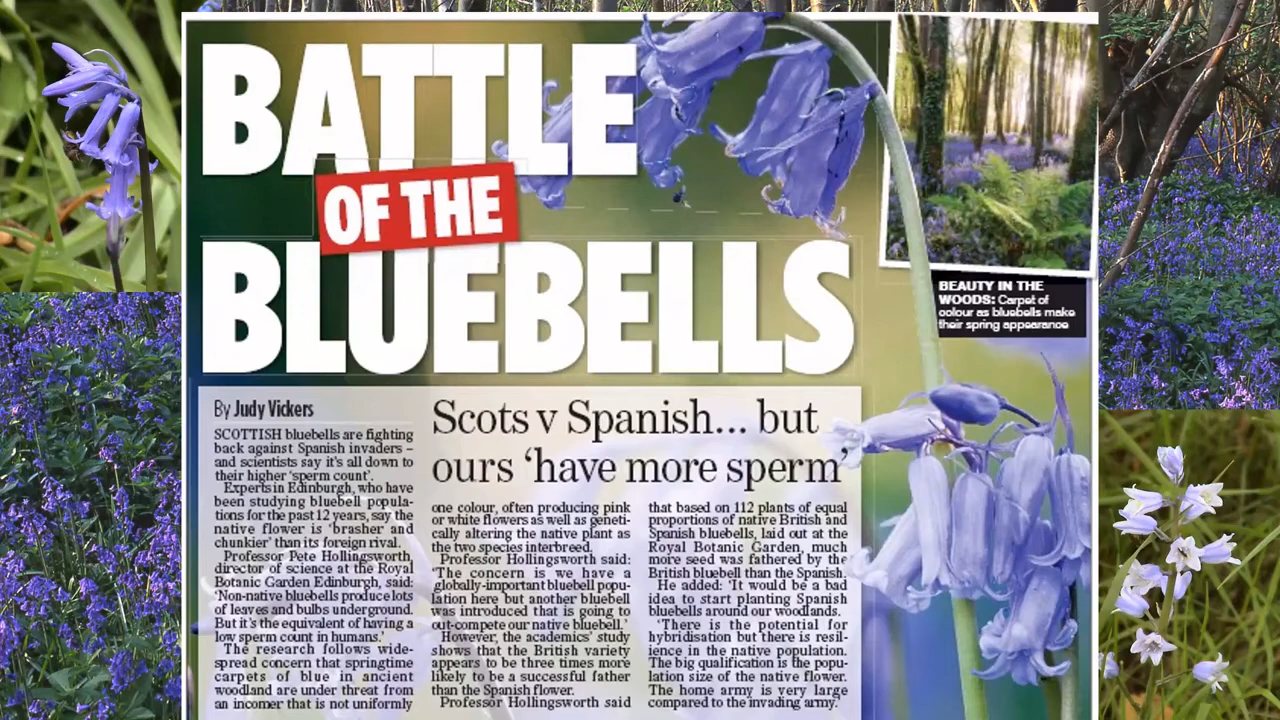 BATTLE
OF THE
BLUEBELLS
BEAUTY IN THE
WOODS: Carpet of
colour as bluebells make
their spring appearance
By Judy Vickers
Scots v Spanish... but
ours ‘have more sperm’
SCOTTISH bluebells are fighting
back against Spanish invaders –
and scientists say it's all down to
their higher ‘sperm count’.
Experts in Edinburgh, who have
been studying bluebell popula-
tions for the past 12 years, say the
native flower is ‘brasher and
chunkier’ than its foreign rival.
Professor Pete Hollingsworth,
director of science at the Royal
Botanic Garden Edinburgh, said:
‘Non-native bluebells produce lots
of leaves and bulbs underground.
But it's the equivalent of having a
low sperm count in humans.’
The research follows wide-
spread concern that springtime
carpets of blue in ancient
woodland are under threat from
an incomer that is not uniformly
one colour, often producing pink
or white flowers as well as geneti-
cally altering the native plant as
the two species interbreed.
Professor Hollingsworth said:
‘The concern is we have a
globally-important bluebell popu-
lation here but another bluebell
was introduced that is going to
out-compete our native bluebell.’
However, the academics’ study
shows that the British variety
appears to be three times more
likely to be a successful father
than the Spanish flower.
Professor Hollingsworth said
that based on 112 plants of equal
proportions of native British and
Spanish bluebells, laid out at the
Royal Botanic Garden, much
more seed was fathered by the
British bluebell than the Spanish.
He added: ‘It would be a bad
idea to start planting Spanish
bluebells around our woodlands.
‘There is the potential for
hybridisation but there is resil-
ience in the native population.
The big qualification is the popu-
lation size of the native flower.
The home army is very large
compared to the invading army.’